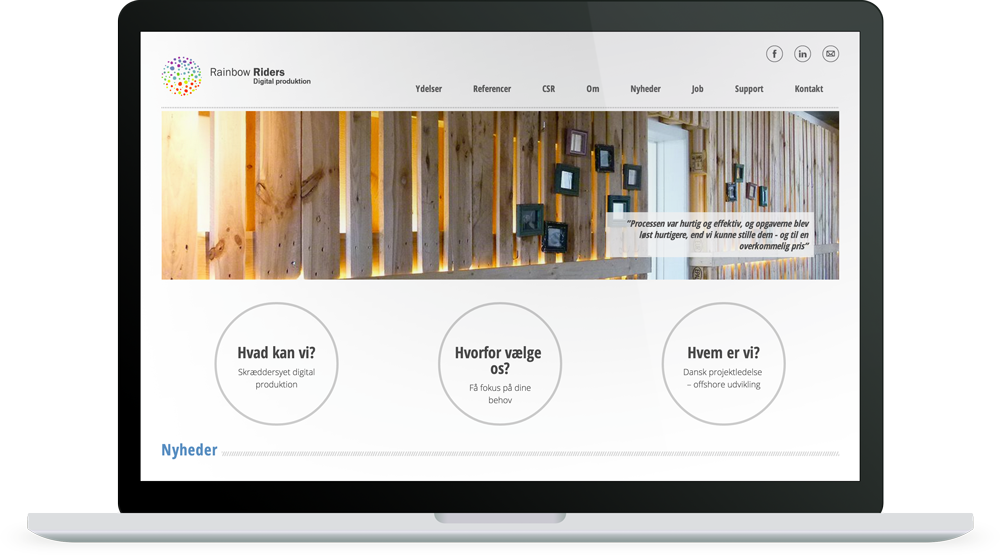 Rainbow Riders
Digital produktion
Ydelser Referencer CSR Om Nyheder Job Support Kontakt
"Processen var hurtig og effektiv, og opgaverne blev
løst hurtigere, end vi kunne stille dem - og til en
overkommelig pris"
Hvad kan vi?
Skræddersyet digital
produktion
Hvorfor vælge
os?
Få fokus på dine
behov
Hvem er vi?
Dansk projektledelse
– offshore udvikling
Nyheder